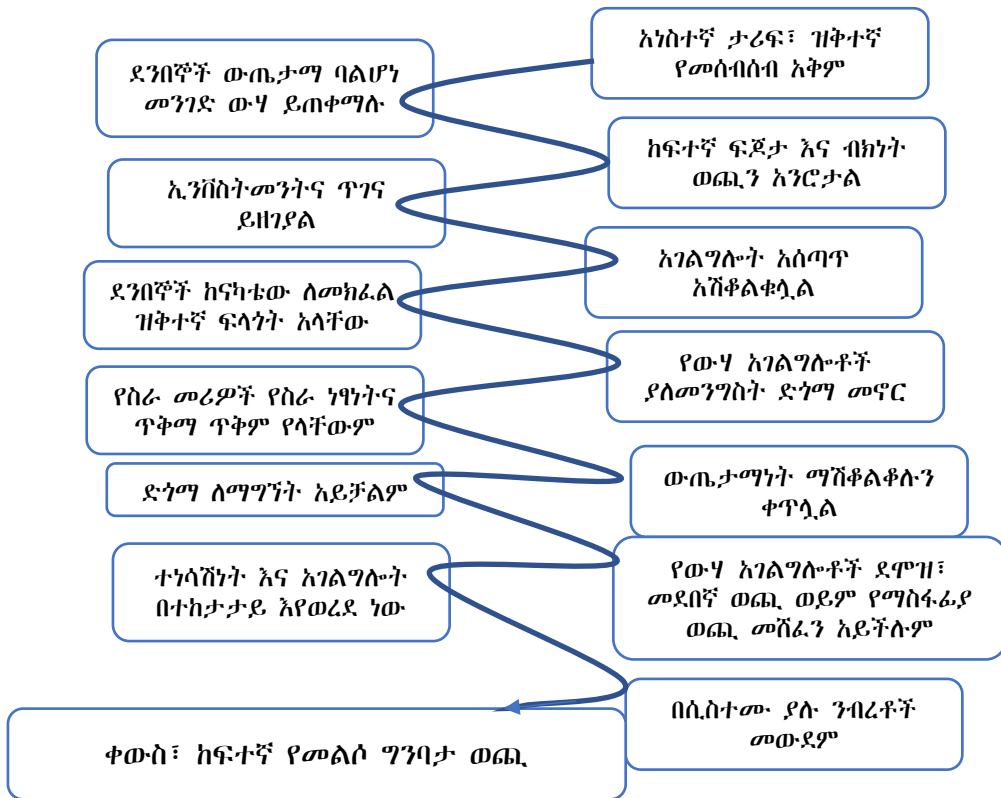 አነስተኛ ታሪፍ፣ ዝቅተኛ
የመሰብሰብ አቅም
ደንበኞች ውጤታማ ባልሆነ
መንገድ ውሃ ይጠቀማሉ
ከፍተኛ ፍጆታ እና ብክነት
ወጪን አንሮታል
ኢንቨስትመንትና ጥገና
ይዘገያል
አገልግሎት አሰጣጥ
አሽቆልቁሏል
ደንበኞች ከናካቴው ለመክፈል
ዝቅተኛ ፍላጎት አላቸው
የውሃ አገልግሎቶች
ያለመንግስት ድጎማ መኖር
የስራ መሪዎች የስራ ነፃነትና
ጥቅማ ጥቅም የላቸውም
ውጤታማነት ማሽቆልቆሉን
ቀጥሏል
ድጎማ ለማግኘት አይቻልም
የውሃ አገልግሎቶች ደሞዝ፣
መደበኛ ወጪ ወይም የማስፋፊያ
ወጪ መሸፈን አይችሉም
ተነሳሽነት እና አገልግሎት
በተከታታይ እየወረደ ነው
በሲስተሙ ያሉ ንብረቶች
መውደም
ቀውስ፣ ከፍተኛ የመልሶ ግንባታ ወጪ